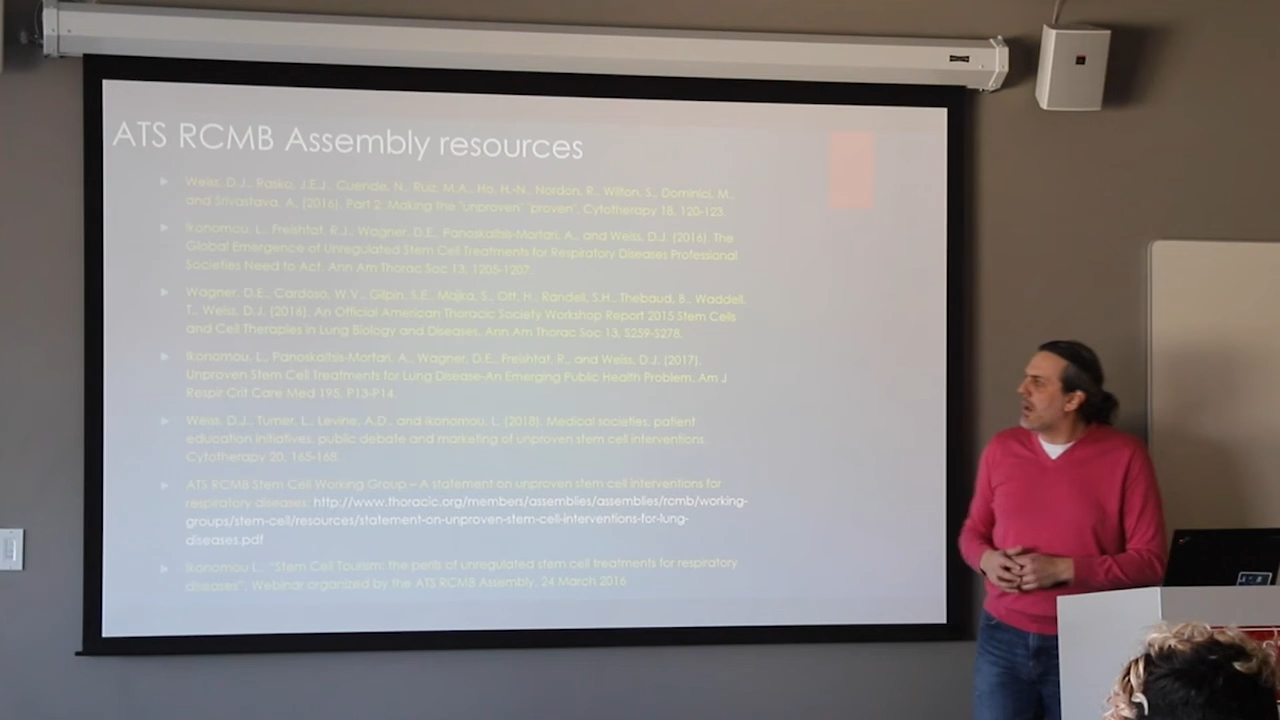 ATS RCMB Assembly resources
Weiss, D.J., Rasko, J.E.J., Cuende, N., Ruiz, M.A., Ho, H.-N., Nordon, R., Wilton, S., Dominici, M.,
and Srivastava, A. (2016). Part 2: Making the "unproven" "proven". Cytotherapy 18, 120-123.
Ikonomou, L., Freishtat, R.J., Wagner, D.E., Panoskaltsis-Mortari, A., and Weiss, D.J. (2016). The
Global Emergence of Unregulated Stem Cell Treatments for Respiratory Diseases Professional
Societies Need to Act. Ann Am Thorac Soc 13, 1205-1207.
Wagner, D.E., Cardoso, W.V., Gilpin, S.E., Majka, S., Ott, H., Randell, S.H., Thebaud, B., Waddell,
T., Weiss, D.J. (2016). An Official American Thoracic Society Workshop Report 2015 Stem Cells
and Cell Therapies in Lung Biology and Diseases. Ann Am Thorac Soc 13, S259-S278.
Ikonomou, L., Panoskaltsis-Mortari, A., Wagner, D.E., Freishtat, R., and Weiss, D.J. (2017).
Unproven Stem Cell Treatments for Lung Disease-An Emerging Public Health Problem. Am J
Respir Crit Care Med 195, P13-P14.
Weiss, D.J., Turner, L., Levine, A.D., and Ikonomou, L. (2018). Medical societies, patient
education initiatives, public debate and marketing of unproven stem cell interventions.
Cytotherapy 20, 165-168.
ATS RCMB Stem Cell Working Group – A statement on unproven stem cell interventions for
respiratory diseases. http://www.thoracic.org/members/assemblies/assemblies/rcmb/working-
groups/stem-cell/resources/statement-on-unproven-stem-cell-interventions-for-lung-
diseases.pdf
Ikonomou L.: "Stem Cell Tourism: the perils of unregulated stem cell treatments for respiratory
diseases". Webinar organized by the ATS RCMB Assembly, 24 March 2016